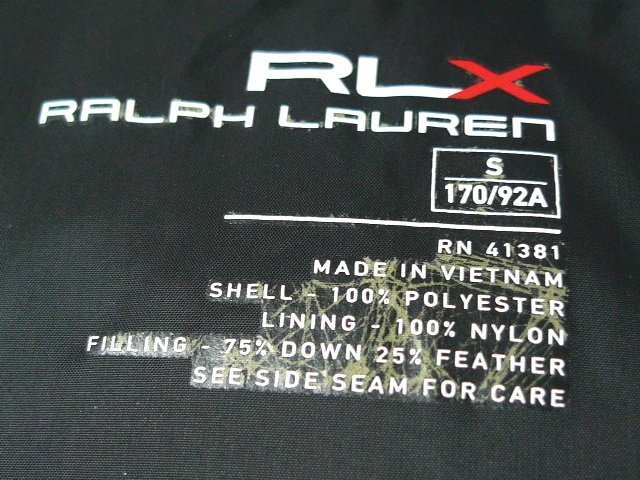 RLX
RALPH LAUREN
S
170/92A
RN 41381
MADE IN VIETNAM
SHELL - 100% POLYESTER
LINING - 100% NYLON
FILLING - 75% DOWN 25% FEATHER
SEE SIDE SEAM FOR CARE